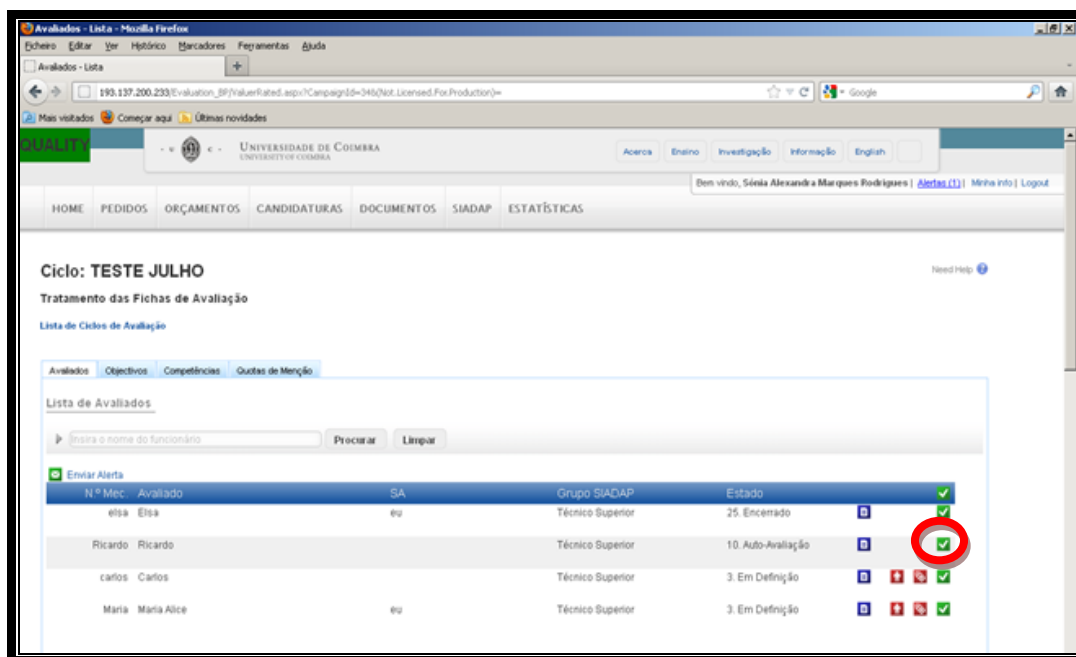 Avaliados - Lista - Mozilla Firefox
Ficheiro Editar Ver Histórico Marcadores Ferramentas Ajuda
Avaliados - Lista +
193.137.200.233/Evaluation_BP/ValuerRated.aspx?CampaignId=346(Not.Licensed.For.Production)= Google
Mais visitados Começar aqui Últimas novidades
QUALITY UNIVERSIDADE DE COIMBRA Acerca Ensino Investigação Informação English
UNIVERSITY OF COIMBRA
Bem vindo, Sónia Alexandra Marques Rodrigues | Alertas (1) | Minha info | Logout
HOME PEDIDOS ORÇAMENTOS CANDIDATURAS DOCUMENTOS SIADAP ESTATÍSTICAS
Ciclo: TESTE JULHO Need Help
Tratamento das Fichas de Avaliação
Lista de Ciclos de Avaliação
Avaliados Objectivos Competências Quotas de Menção
Lista de Avaliados
Insira o nome do funcionário Procurar Limpar
Enviar Alerta
N.º Mec. Avaliado SA Grupo SIADAP Estado
elsa Elsa eu Técnico Superior 25. Encerrado
Ricardo Ricardo Técnico Superior 10. Auto-Avaliação
carlos Carlos Técnico Superior 3. Em Definição
Maria Maria Alice eu Técnico Superior 3. Em Definição